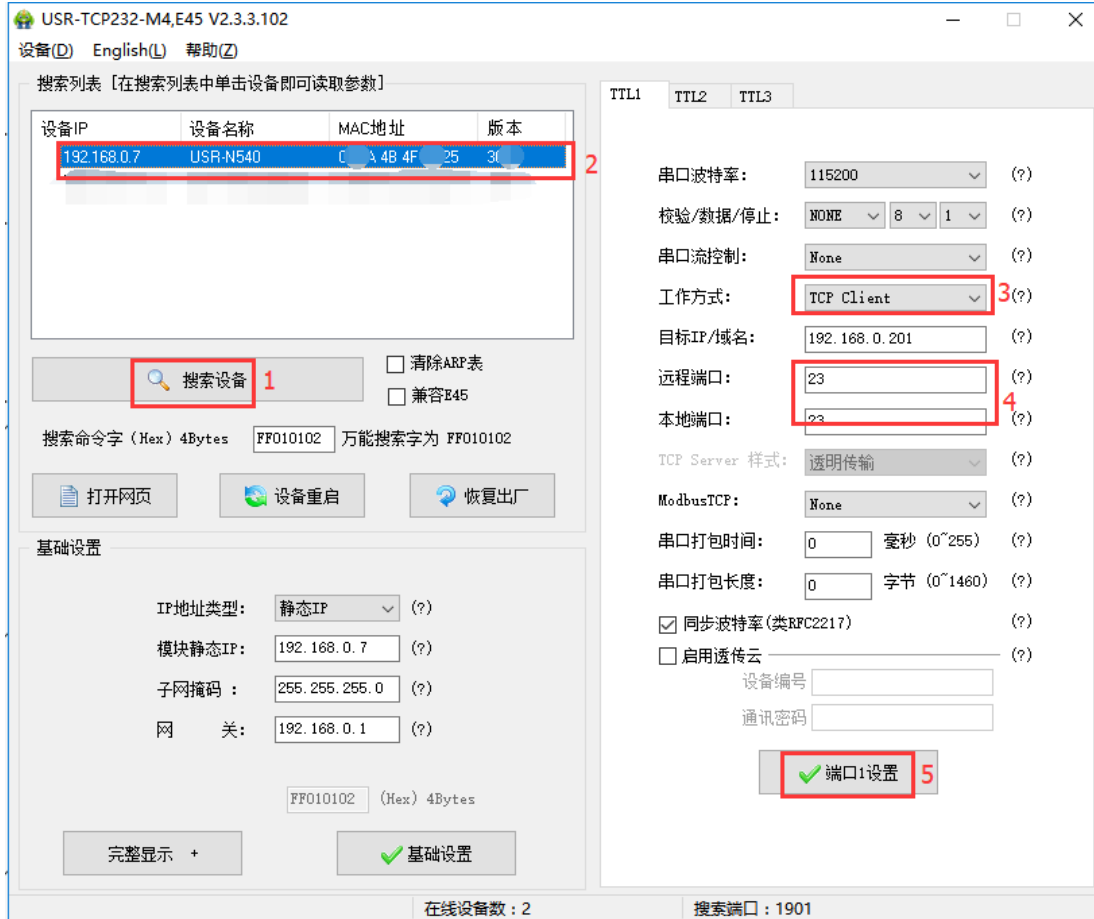 USR-TCP232-M4,E45 V2.3.3.102
设备(D) English(L) 帮助(Z)
搜索列表 [在搜索列表中单击设备即可读取参数]
设备IP 设备名称 MAC地址 版本
192.168.0.7 USR-N540 A 4B 4F 25 30
2
搜索设备 1
清除ARP表
兼容E45
搜索命令字 (Hex) 4Bytes FF010102 万能搜索字为 FF010102
打开网页 设备重启 恢复出厂
基础设置
IP地址类型: 静态IP (?)
模块静态IP: 192.168.0.7 (?)
子网掩码 : 255.255.255.0 (?)
网 关: 192.168.0.1 (?)
FF010102 (Hex) 4Bytes
完整显示 + 基础设置
TTL1 TTL2 TTL3
串口波特率: 115200 (?)
校验/数据/停止: NONE 8 1 (?)
串口流控制: None (?)
工作方式: TCP Client 3 (?)
目标IP/域名: 192.168.0.201 (?)
远程端口: 23 (?)
4
本地端口: 23 (?)
TCP Server 样式: 透明传输 (?)
ModbusTCP: None (?)
串口打包时间: 0 毫秒 (0~255) (?)
串口打包长度: 0 字节 (0~1460) (?)
同步波特率(类RFC2217) (?)
启用透传云 (?)
设备编号
通讯密码
端口1设置 5
在线设备数：2 搜索端口：1901